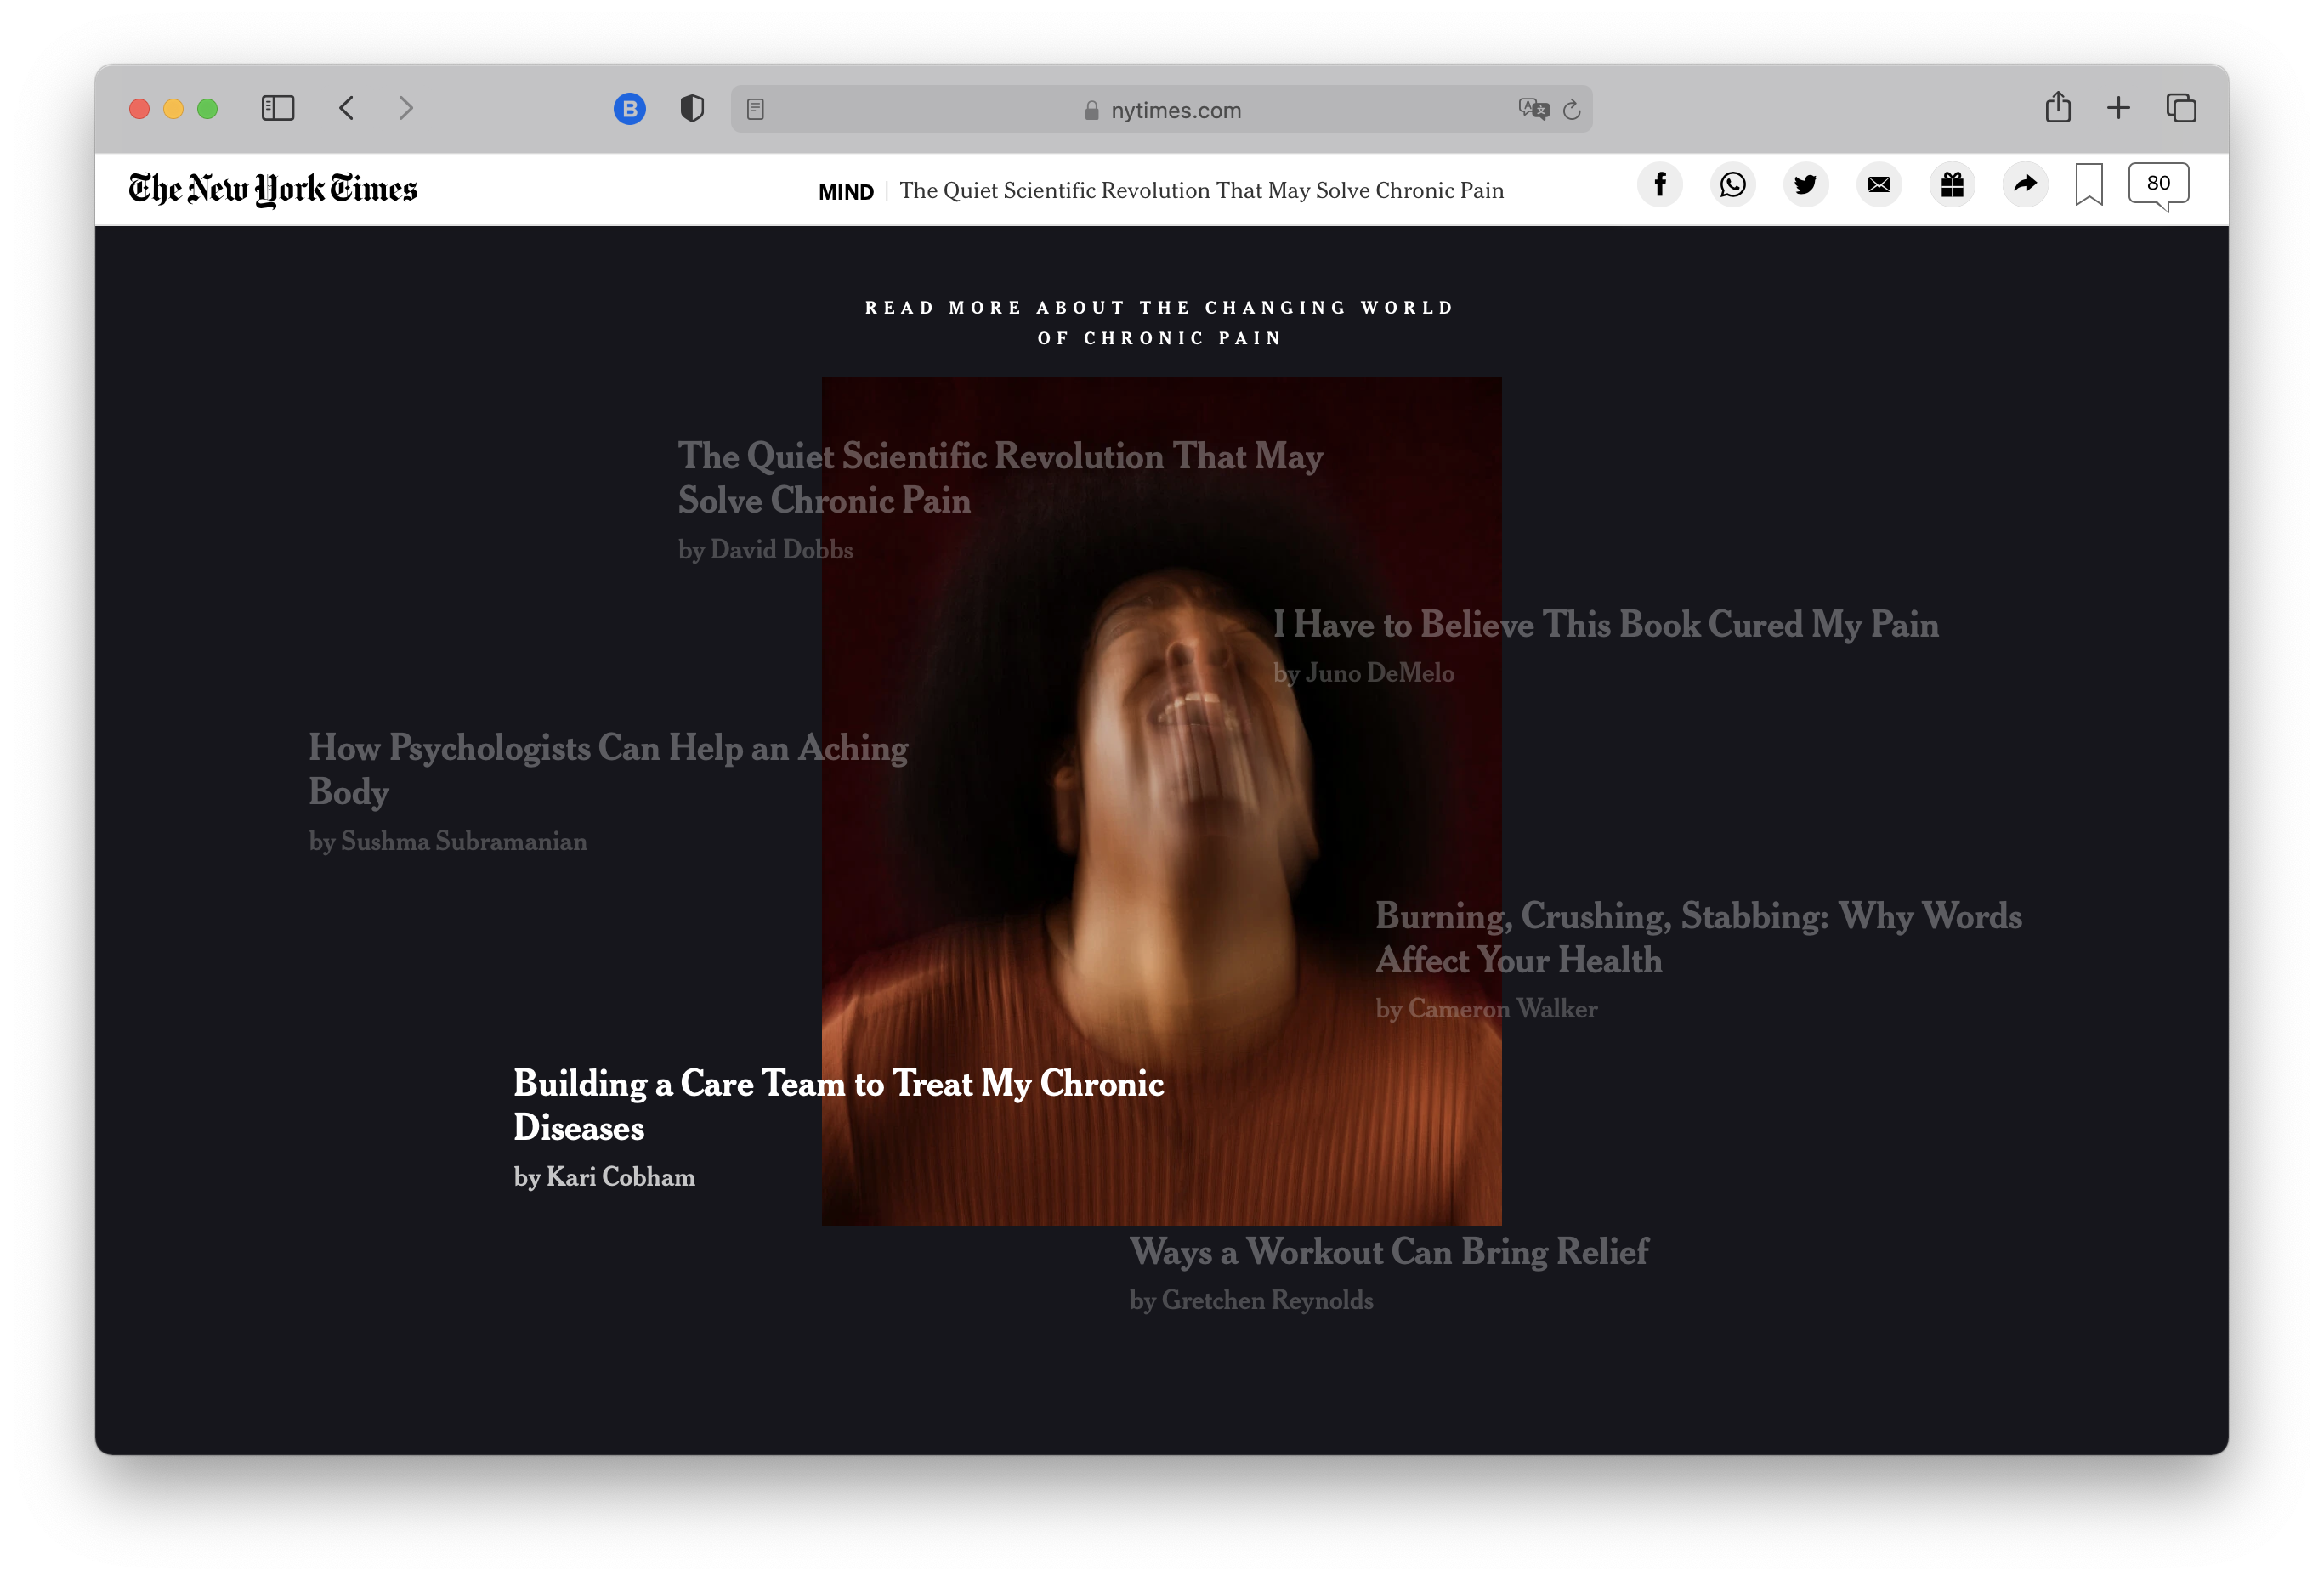 nytimes.com
The New York Times
MIND | The Quiet Scientific Revolution That May Solve Chronic Pain
80
READ MORE ABOUT THE CHANGING WORLD
OF CHRONIC PAIN
The Quiet Scientific Revolution That May
Solve Chronic Pain
by David Dobbs
I Have to Believe This Book Cured My Pain
by Juno DeMelo
How Psychologists Can Help an Aching
Body
by Sushma Subramanian
Burning, Crushing, Stabbing: Why Words
Affect Your Health
by Cameron Walker
Building a Care Team to Treat My Chronic
Diseases
by Kari Cobham
Ways a Workout Can Bring Relief
by Gretchen Reynolds